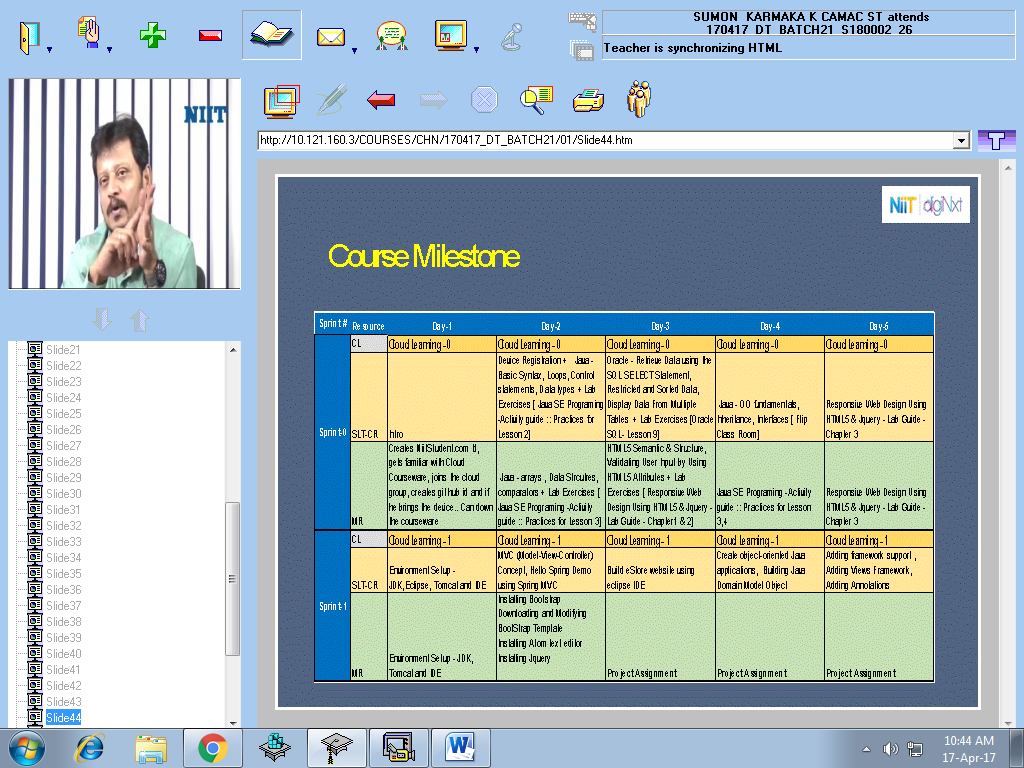 SUMON KARMAKA K CAMAC ST attends
170417_DT_BATCH21_S180002_26
Teacher is synchronizing HTML
NIIT
http://10.121.160.3/COURSES/CHN/170417_DT_BATCH21/01/Slide44.htm
T
NIIT digiNxt
Course Milestone
Sprint # Resource Day-1 Day-2 Day-3 Day-4 Day-5
Sprint-0
CL Cloud Learning - 0 Cloud Learning - 0 Cloud Learning - 0 Cloud Learning - 0 Cloud Learning - 0
SLT-CR
Intro
Device Registration + Java -
Basic Syntax, Loops, Control
statements, Data types + Lab
Exercises [ Java SE Programing
-Activity guide :: Practices for
Lesson 2]
Oracle - Retrieve Data using the
SQL SELECT Statement,
Restricted and Sorted Data,
Display Data From Multiple
Tables + Lab Exercises [Oracle
SQL - Lesson 9]
Java - OO fundamentals,
Inheritance, Interfaces [ Flip
Class Room]
Responsive Web Design Using
HTML5 & Jquery - Lab Guide -
Chapter 3
MR
Creates NiitStudent.com id,
gets familiar with Cloud
Courseware, joins the cloud
group, creates git hub id and if
he brings the device.. Can down
the courseware
Java - arrays , Data Strcuites,
comparators + Lab Exercises [
Java SE Programing -Activity
guide :: Practices for Lesson 3]
HTML5 Semantic & Structure,
Validating User Input by Using
HTML5 Attributes + Lab
Exercises [ Responsive Web
Design Using HTML5 & Jquery -
Lab Guide - Chapter1 & 2]
Java SE Programing -Activity
guide :: Practices for Lesson
3,4
Responsive Web Design Using
HTML5 & Jquery - Lab Guide -
Chapter 3
Sprint-1
CL Cloud Learning - 1 Cloud Learning - 1 Cloud Learning - 1 Cloud Learning - 1 Cloud Learning - 1
SLT-CR
Environment Setup -
JDK,Eclipse, Tomcat and IDE
MVC (Model-View-Controller)
Concept, Hello Spring Demo
using Spring MVC
Build eStore website using
eclipse IDE
Create object-oriented Java
applications, Building Java
Domain Model Object
Adding framework support ,
Adding Views Framework,
Adding Annotations
MR
Environment Setup - JDK,
Tomcat and IDE
Installing Bootstrap
Downloading and Modifying
BootStrap Template
Installing Atom text editor
Installing Jquery
Project Assignment
Project Assignment
Project Assignment
Slide21
Slide22
Slide23
Slide24
Slide25
Slide26
Slide27
Slide28
Slide29
Slide30
Slide31
Slide32
Slide33
Slide34
Slide35
Slide36
Slide37
Slide38
Slide39
Slide40
Slide41
Slide42
Slide43
Slide44
10:44 AM
17-Apr-17